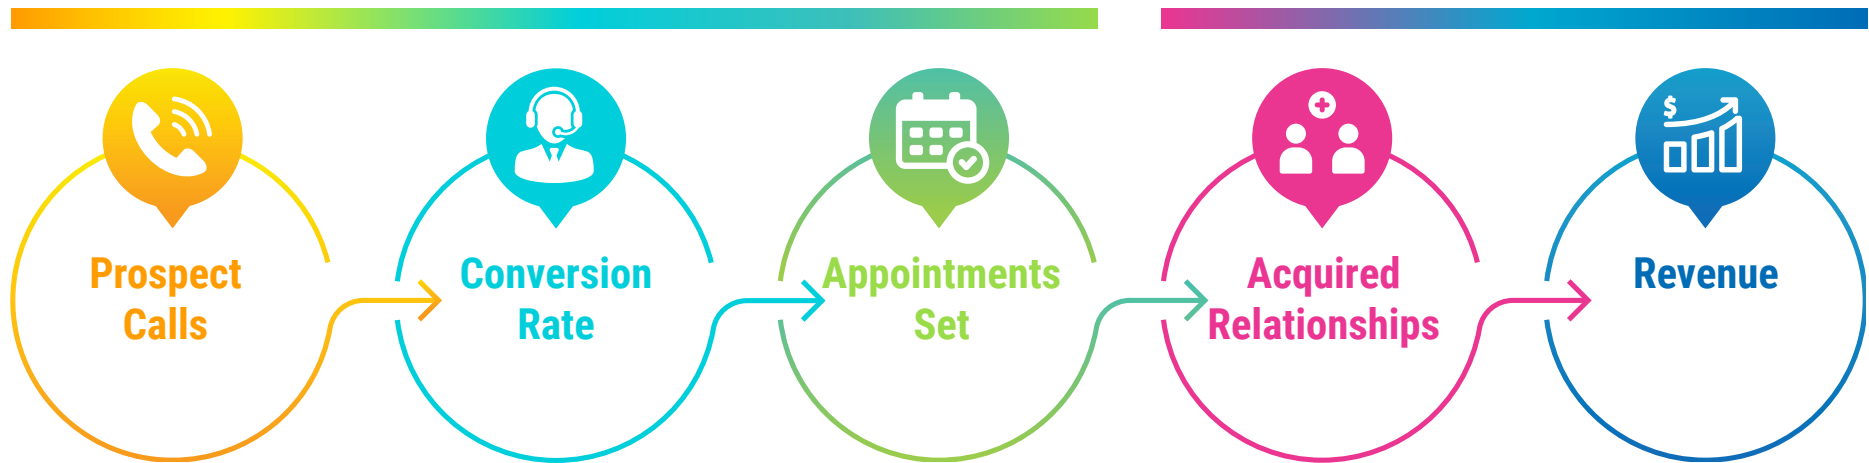 Prospect
Calls
Conversion
Rate
Appointments
Set
Acquired
Relationships
$
Revenue